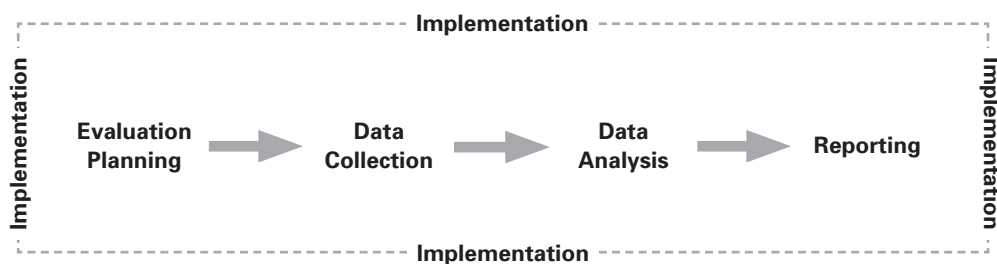 Implementation
Implementation
Evaluation
Planning
Data
Collection
Data
Analysis
Reporting
Implementation
Implementation